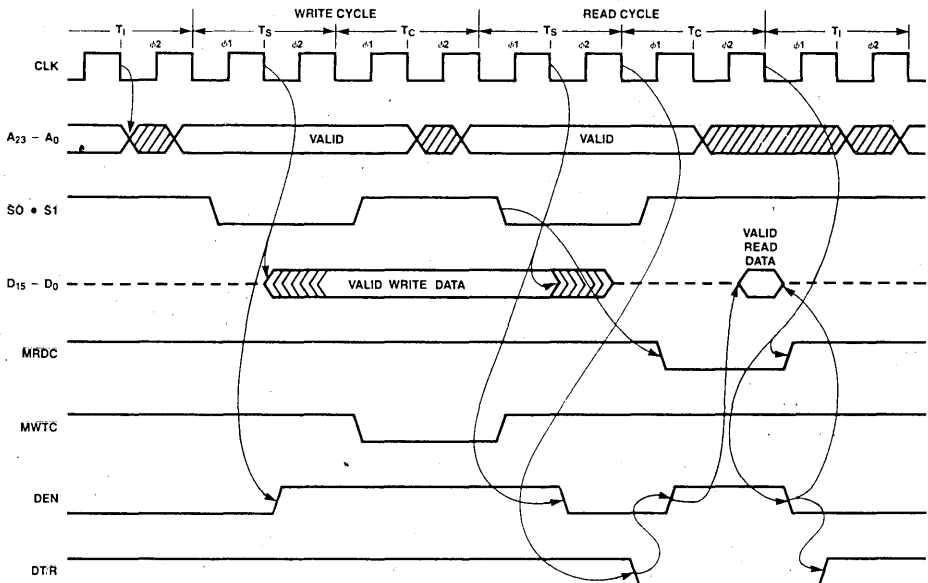 WRITE CYCLE READ CYCLE
TI TS TC TS TC TI
ϕ2 ϕ1 ϕ2 ϕ1 ϕ2 ϕ1 ϕ2 ϕ1 ϕ2 ϕ1 ϕ2
CLK
A23 – A0 VALID VALID
S0 • S1
VALID
READ
DATA
D15 – D0 VALID WRITE DATA
MRDC
MWTC
DEN
DT/R